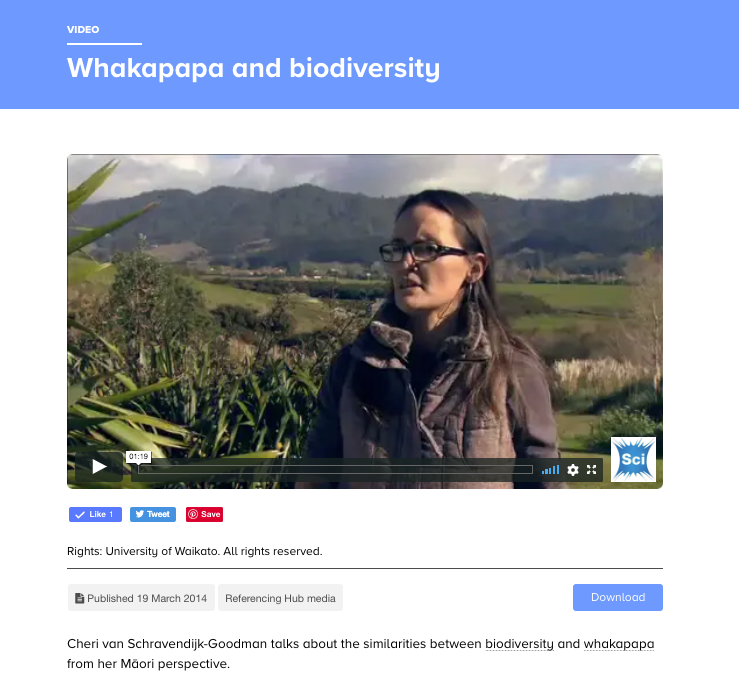 VIDEO
Whakapapa and biodiversity
01:19
Sci
Like 1
Tweet
Save
Rights: University of Waikato. All rights reserved.
Published 19 March 2014
Referencing Hub media
Download
Cheri van Schravendijk-Goodman talks about the similarities between biodiversity and whakapapa
from her Māori perspective.